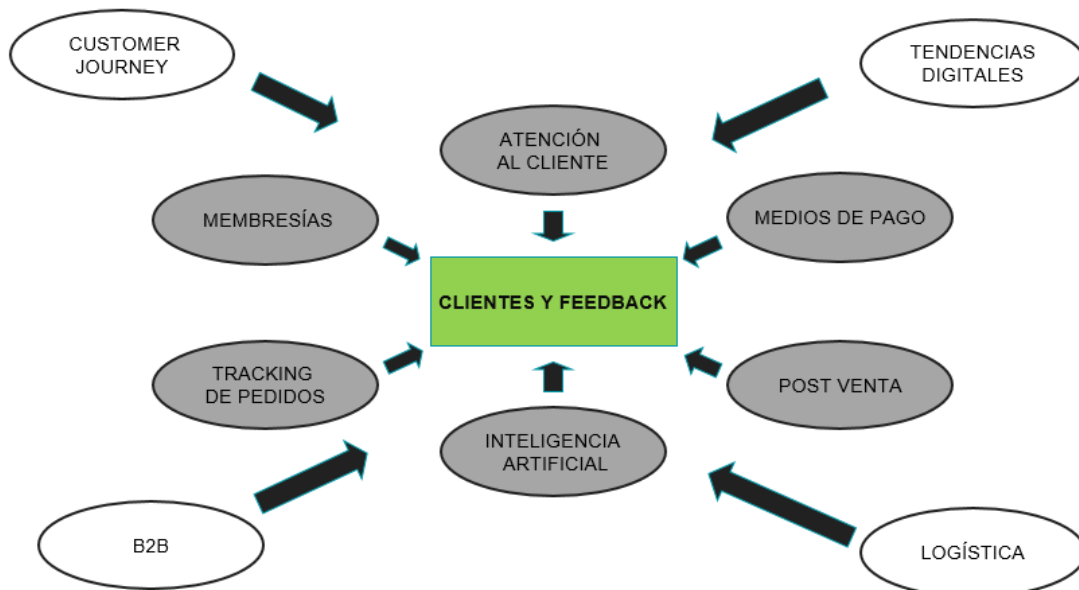 CUSTOMER
JOURNEY
TENDENCIAS
DIGITALES
ATENCIÓN
AL CLIENTE
MEMBRESÍAS
MEDIOS DE PAGO
CLIENTES Y FEEDBACK
TRACKING
DE PEDIDOS
POST VENTA
INTELIGENCIA
ARTIFICIAL
B2B
LOGÍSTICA